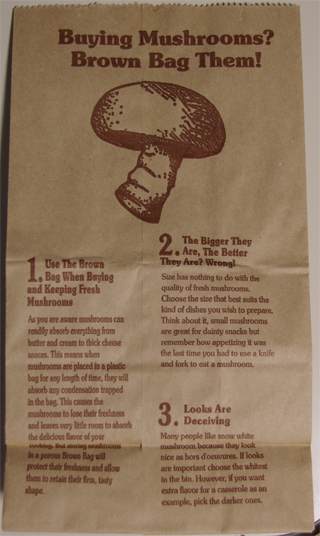 Buying Mushrooms?
Brown Bag Them!
1. Use The Brown
Bag When Buying
and Keeping Fresh
Mushrooms
As you are aware mushrooms can
readily absorb everything from
butter and cream to thick cheese
sauces. This means when
mushrooms are placed in a plastic
bag for any length of time, they will
absorb any condensation trapped
in the bag. This causes the
mushrooms to lose their freshness
and leaves very little room to absorb
the delicious flavor of your
cooking. But storing mushrooms
in a porous Brown Bag will
protect their freshness and allow
them to retain their firm, tasty
shape.
2. The Bigger They
Are, The Better
They Are? Wrong!
Size has nothing to do with the
quality of fresh mushrooms.
Choose the size that best suits the
kind of dishes you wish to prepare.
Think about it, small mushrooms
are great for dainty snacks but
remember how appetizing it was
the last time you had to use a knife
and fork to eat a mushroom.
3. Looks Are
Deceiving
Many people like snow white
mushroom because they look
nice as hors d'oeuvres. If looks
are important choose the whitest
in the bin. However, if you want
extra flavor for a casserole as an
example, pick the darker ones.